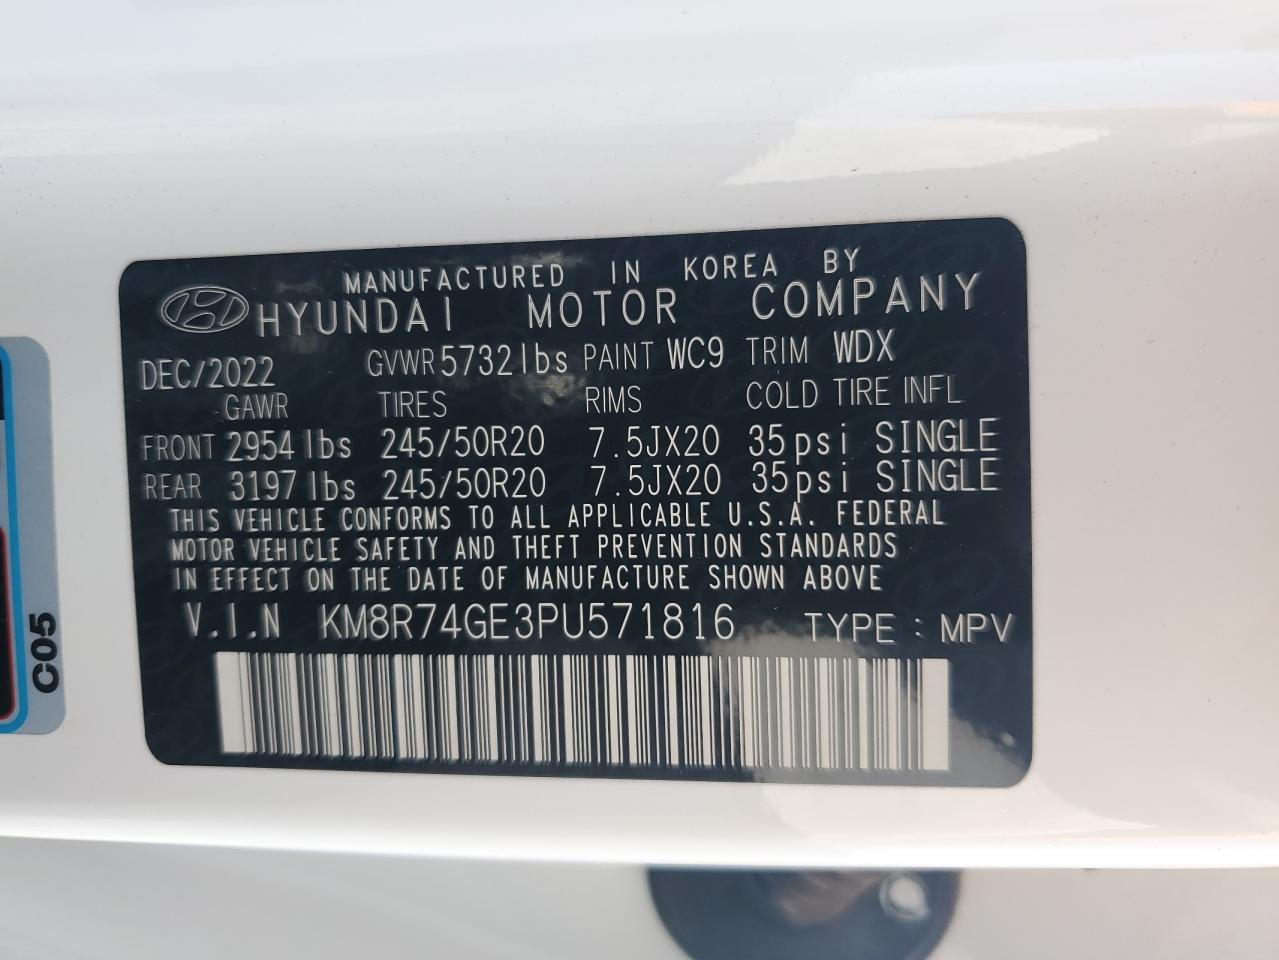 MANUFACTURED IN KOREA BY
HYUNDAI MOTOR COMPANY
DEC/2022 GVWR 5732lbs PAINT WC9 TRIM WDX
GAWR TIRES RIMS COLD TIRE INFL
FRONT 2954 lbs 245/50R20 7.5JX20 35psi SINGLE
REAR 3197 lbs 245/50R20 7.5JX20 35psi SINGLE
THIS VEHICLE CONFORMS TO ALL APPLICABLE U.S.A. FEDERAL
MOTOR VEHICLE SAFETY AND THEFT PREVENTION STANDARDS
IN EFFECT ON THE DATE OF MANUFACTURE SHOWN ABOVE
V.I.N KM8R74GE3PU571816 TYPE : MPV
C05